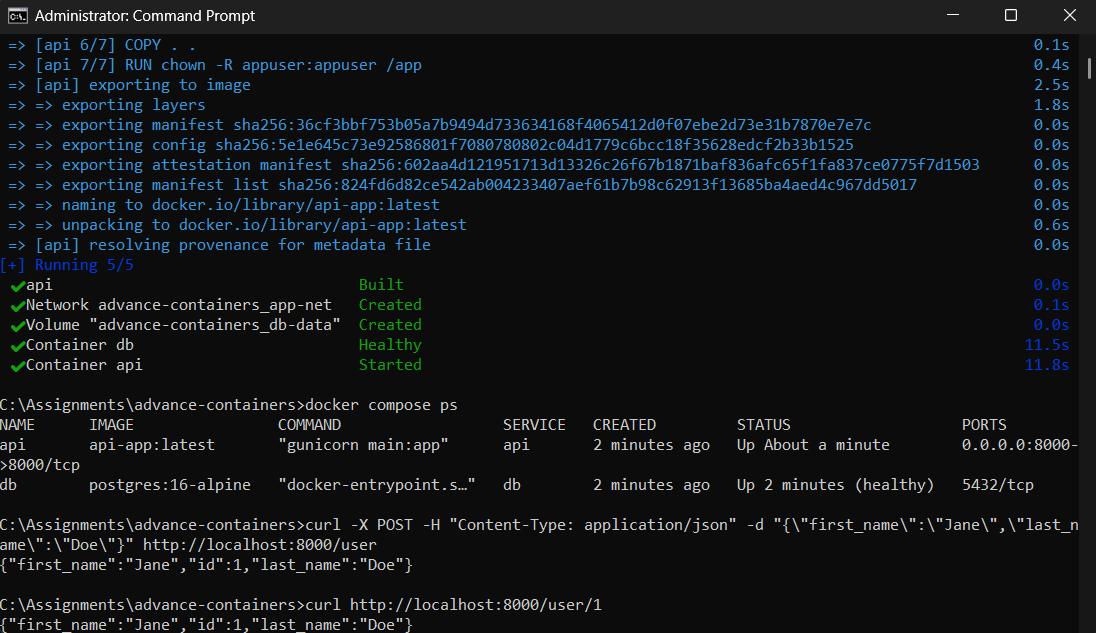 Administrator: Command Prompt
=> [api 6/7] COPY . . 0.1s
=> [api 7/7] RUN chown -R appuser:appuser /app 0.4s
=> [api] exporting to image 2.5s
=> => exporting layers 1.8s
=> => exporting manifest sha256:36cf3bbf753b05a7b9494d733634168f4065412d0f07ebe2d73e31b7870e7e7c 0.0s
=> => exporting config sha256:5e1e645c73e92586801f7080780802c04d1779c6bcc18f35628edcf2b33b1525 0.0s
=> => exporting attestation manifest sha256:602aa4d121951713d13326c26f67b1871baf836afc65f1fa837ce0775f7d1503 0.0s
=> => exporting manifest list sha256:824fd6d82ce542ab004233407aef61b7b98c62913f13685ba4aed4c967dd5017 0.0s
=> => naming to docker.io/library/api-app:latest 0.0s
=> => unpacking to docker.io/library/api-app:latest 0.6s
=> [api] resolving provenance for metadata file 0.0s
[+] Running 5/5
✔api Built 0.0s
✔Network advance-containers_app-net Created 0.1s
✔Volume "advance-containers_db-data" Created 0.0s
✔Container db Healthy 11.5s
✔Container api Started 11.8s
C:\Assignments\advance-containers>docker compose ps
NAME IMAGE COMMAND SERVICE CREATED STATUS PORTS
api api-app:latest "gunicorn main:app" api 2 minutes ago Up About a minute 0.0.0.0:8000-
>8000/tcp
db postgres:16-alpine "docker-entrypoint.s…" db 2 minutes ago Up 2 minutes (healthy) 5432/tcp
C:\Assignments\advance-containers>curl -X POST -H "Content-Type: application/json" -d "{\"first_name\":\"Jane\",\"last_n
ame\":\"Doe\"}" http://localhost:8000/user
{"first_name":"Jane","id":1,"last_name":"Doe"}
C:\Assignments\advance-containers>curl http://localhost:8000/user/1
{"first_name":"Jane","id":1,"last_name":"Doe"}